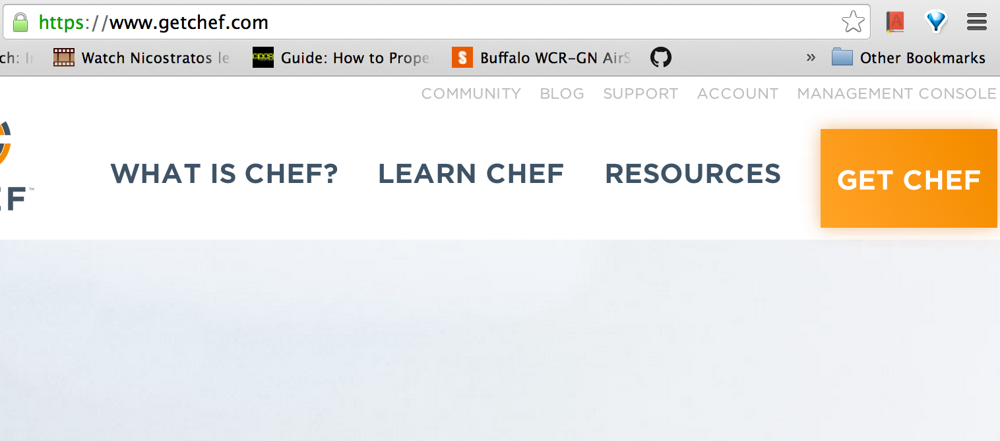 https://www.getchef.com
ch: Watch Nicostratos le Guide: How to Prope Buffalo WCR-GN AirS » Other Bookmarks
COMMUNITY BLOG SUPPORT ACCOUNT MANAGEMENT CONSOLE
WHAT IS CHEF? LEARN CHEF RESOURCES GET CHEF
EF™